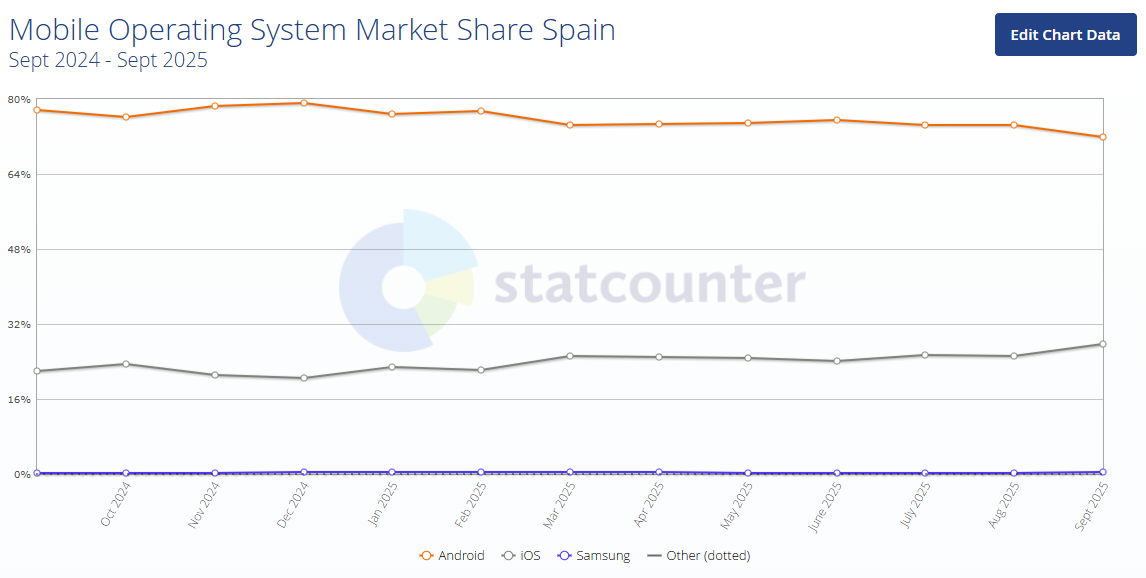 Mobile Operating System Market Share Spain
Sept 2024 - Sept 2025
Edit Chart Data
80%
64%
48%
32%
16%
0%
statcounter
Oct 2024
Nov 2024
Dec 2024
Jan 2025
Feb 2025
Mar 2025
Apr 2025
May 2025
June 2025
July 2025
Aug 2025
Sept 2025
Android
iOS
Samsung
Other (dotted)